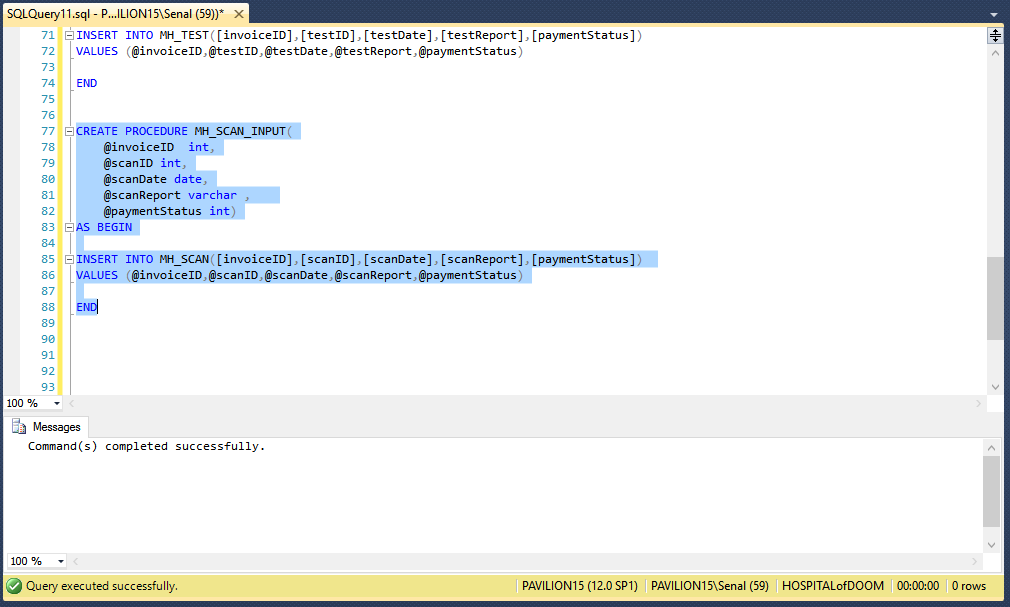 SQLQuery11.sql - P...ILION15\Senal (59))*
71 INSERT INTO MH_TEST([invoiceID],[testID],[testDate],[testReport],[paymentStatus])
72 VALUES (@invoiceID,@testID,@testDate,@testReport,@paymentStatus)
73
74 END
75
76
77 CREATE PROCEDURE MH_SCAN_INPUT(
78 @invoiceID int,
79 @scanID int,
80 @scanDate date,
81 @scanReport varchar ,
82 @paymentStatus int)
83 AS BEGIN
84
85 INSERT INTO MH_SCAN([invoiceID],[scanID],[scanDate],[scanReport],[paymentStatus])
86 VALUES (@invoiceID,@scanID,@scanDate,@scanReport,@paymentStatus)
87
88 END
89
90
91
92
93
100 %
Messages
Command(s) completed successfully.
100 %
Query executed successfully. PAVILION15 (12.0 SP1) PAVILION15\Senal (59) HOSPITALofDOOM 00:00:00 0 rows